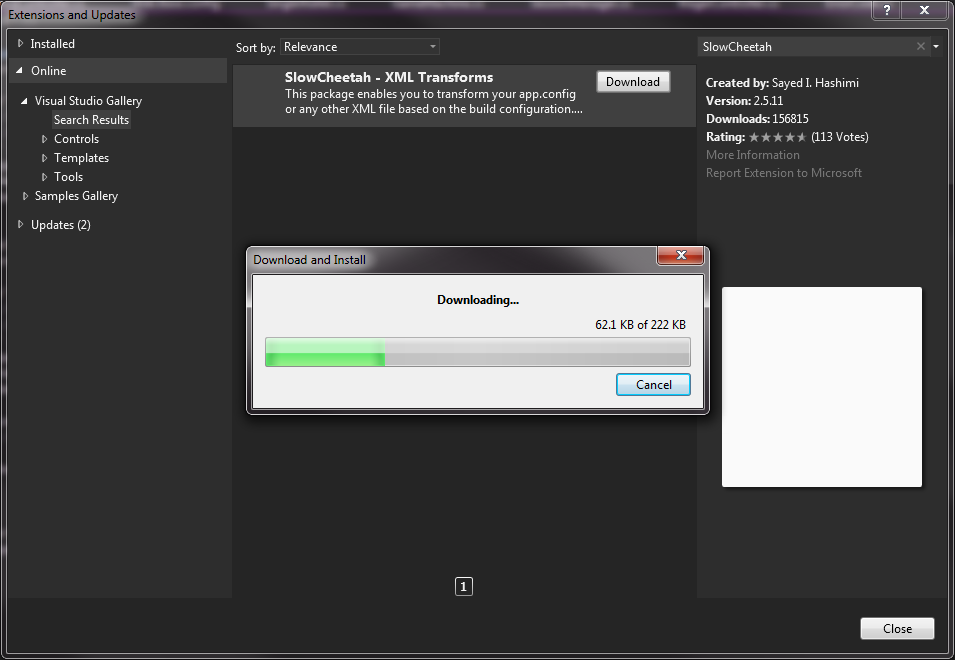 Extensions and Updates
?
Installed
Online
Visual Studio Gallery
Search Results
Controls
Templates
Tools
Samples Gallery
Updates (2)
Sort by: Relevance
SlowCheetah - XML Transforms
This package enables you to transform your app.config
or any other XML file based on the build configuration....
Download
SlowCheetah
Created by: Sayed I. Hashimi
Version: 2.5.11
Downloads: 156815
Rating: (113 Votes)
More Information
Report Extension to Microsoft
Download and Install
Downloading...
62.1 KB of 222 KB
Cancel
1
Close